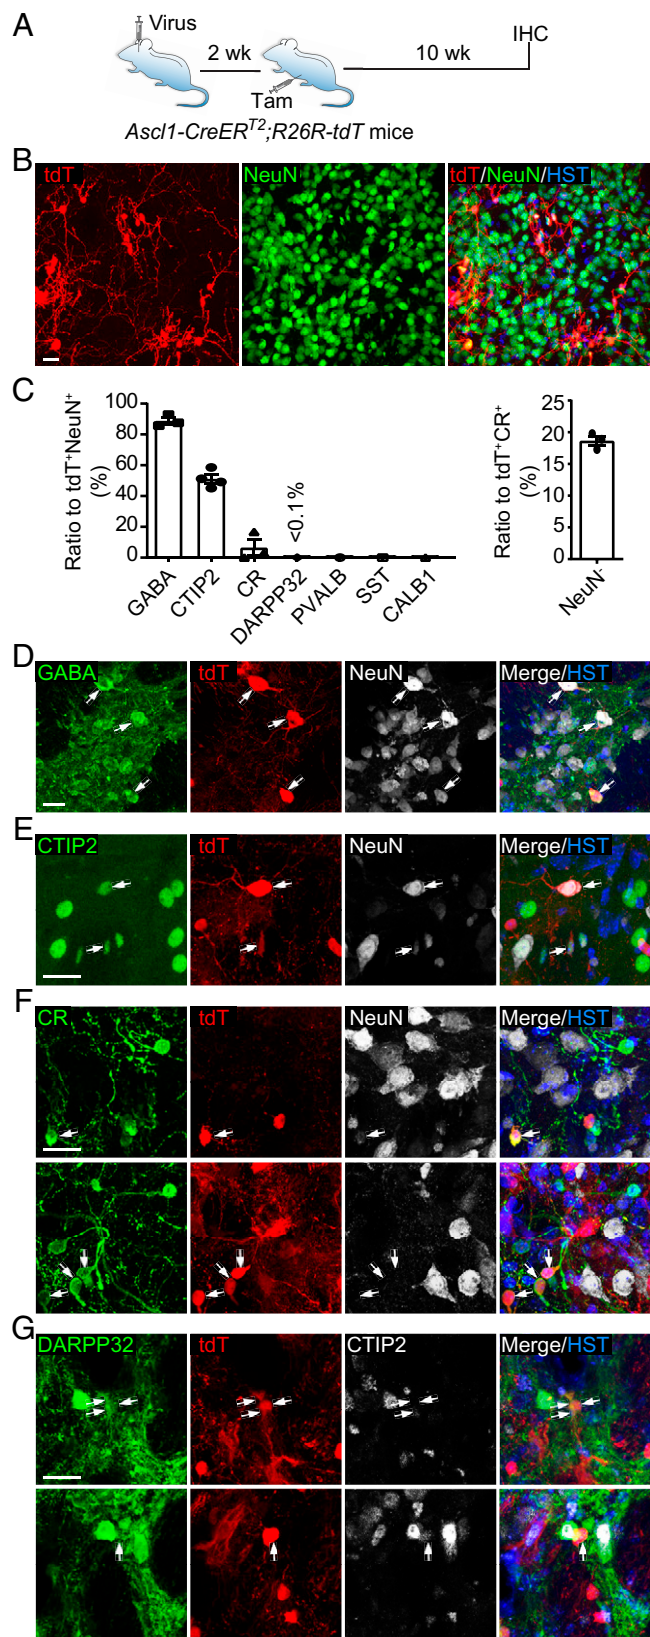 A
Virus
2 wk
10 wk
IHC
Tam
Ascl1-CreERT2;R26R-tdT mice
B
tdT
NeuN
tdT/NeuN/HST
C
Ratio to tdT+NeuN+
(%)
100
80
60
40
20
0
<0.1%
GABA
CTIP2
CR
DARPP32
PVALB
SST
CALB1
Ratio to tdT+CR+
(%)
25
20
15
10
5
0
NeuN-
D
GABA
tdT
NeuN
Merge/HST
E
CTIP2
tdT
NeuN
Merge/HST
F
CR
tdT
NeuN
Merge/HST
G
DARPP32
tdT
CTIP2
Merge/HST